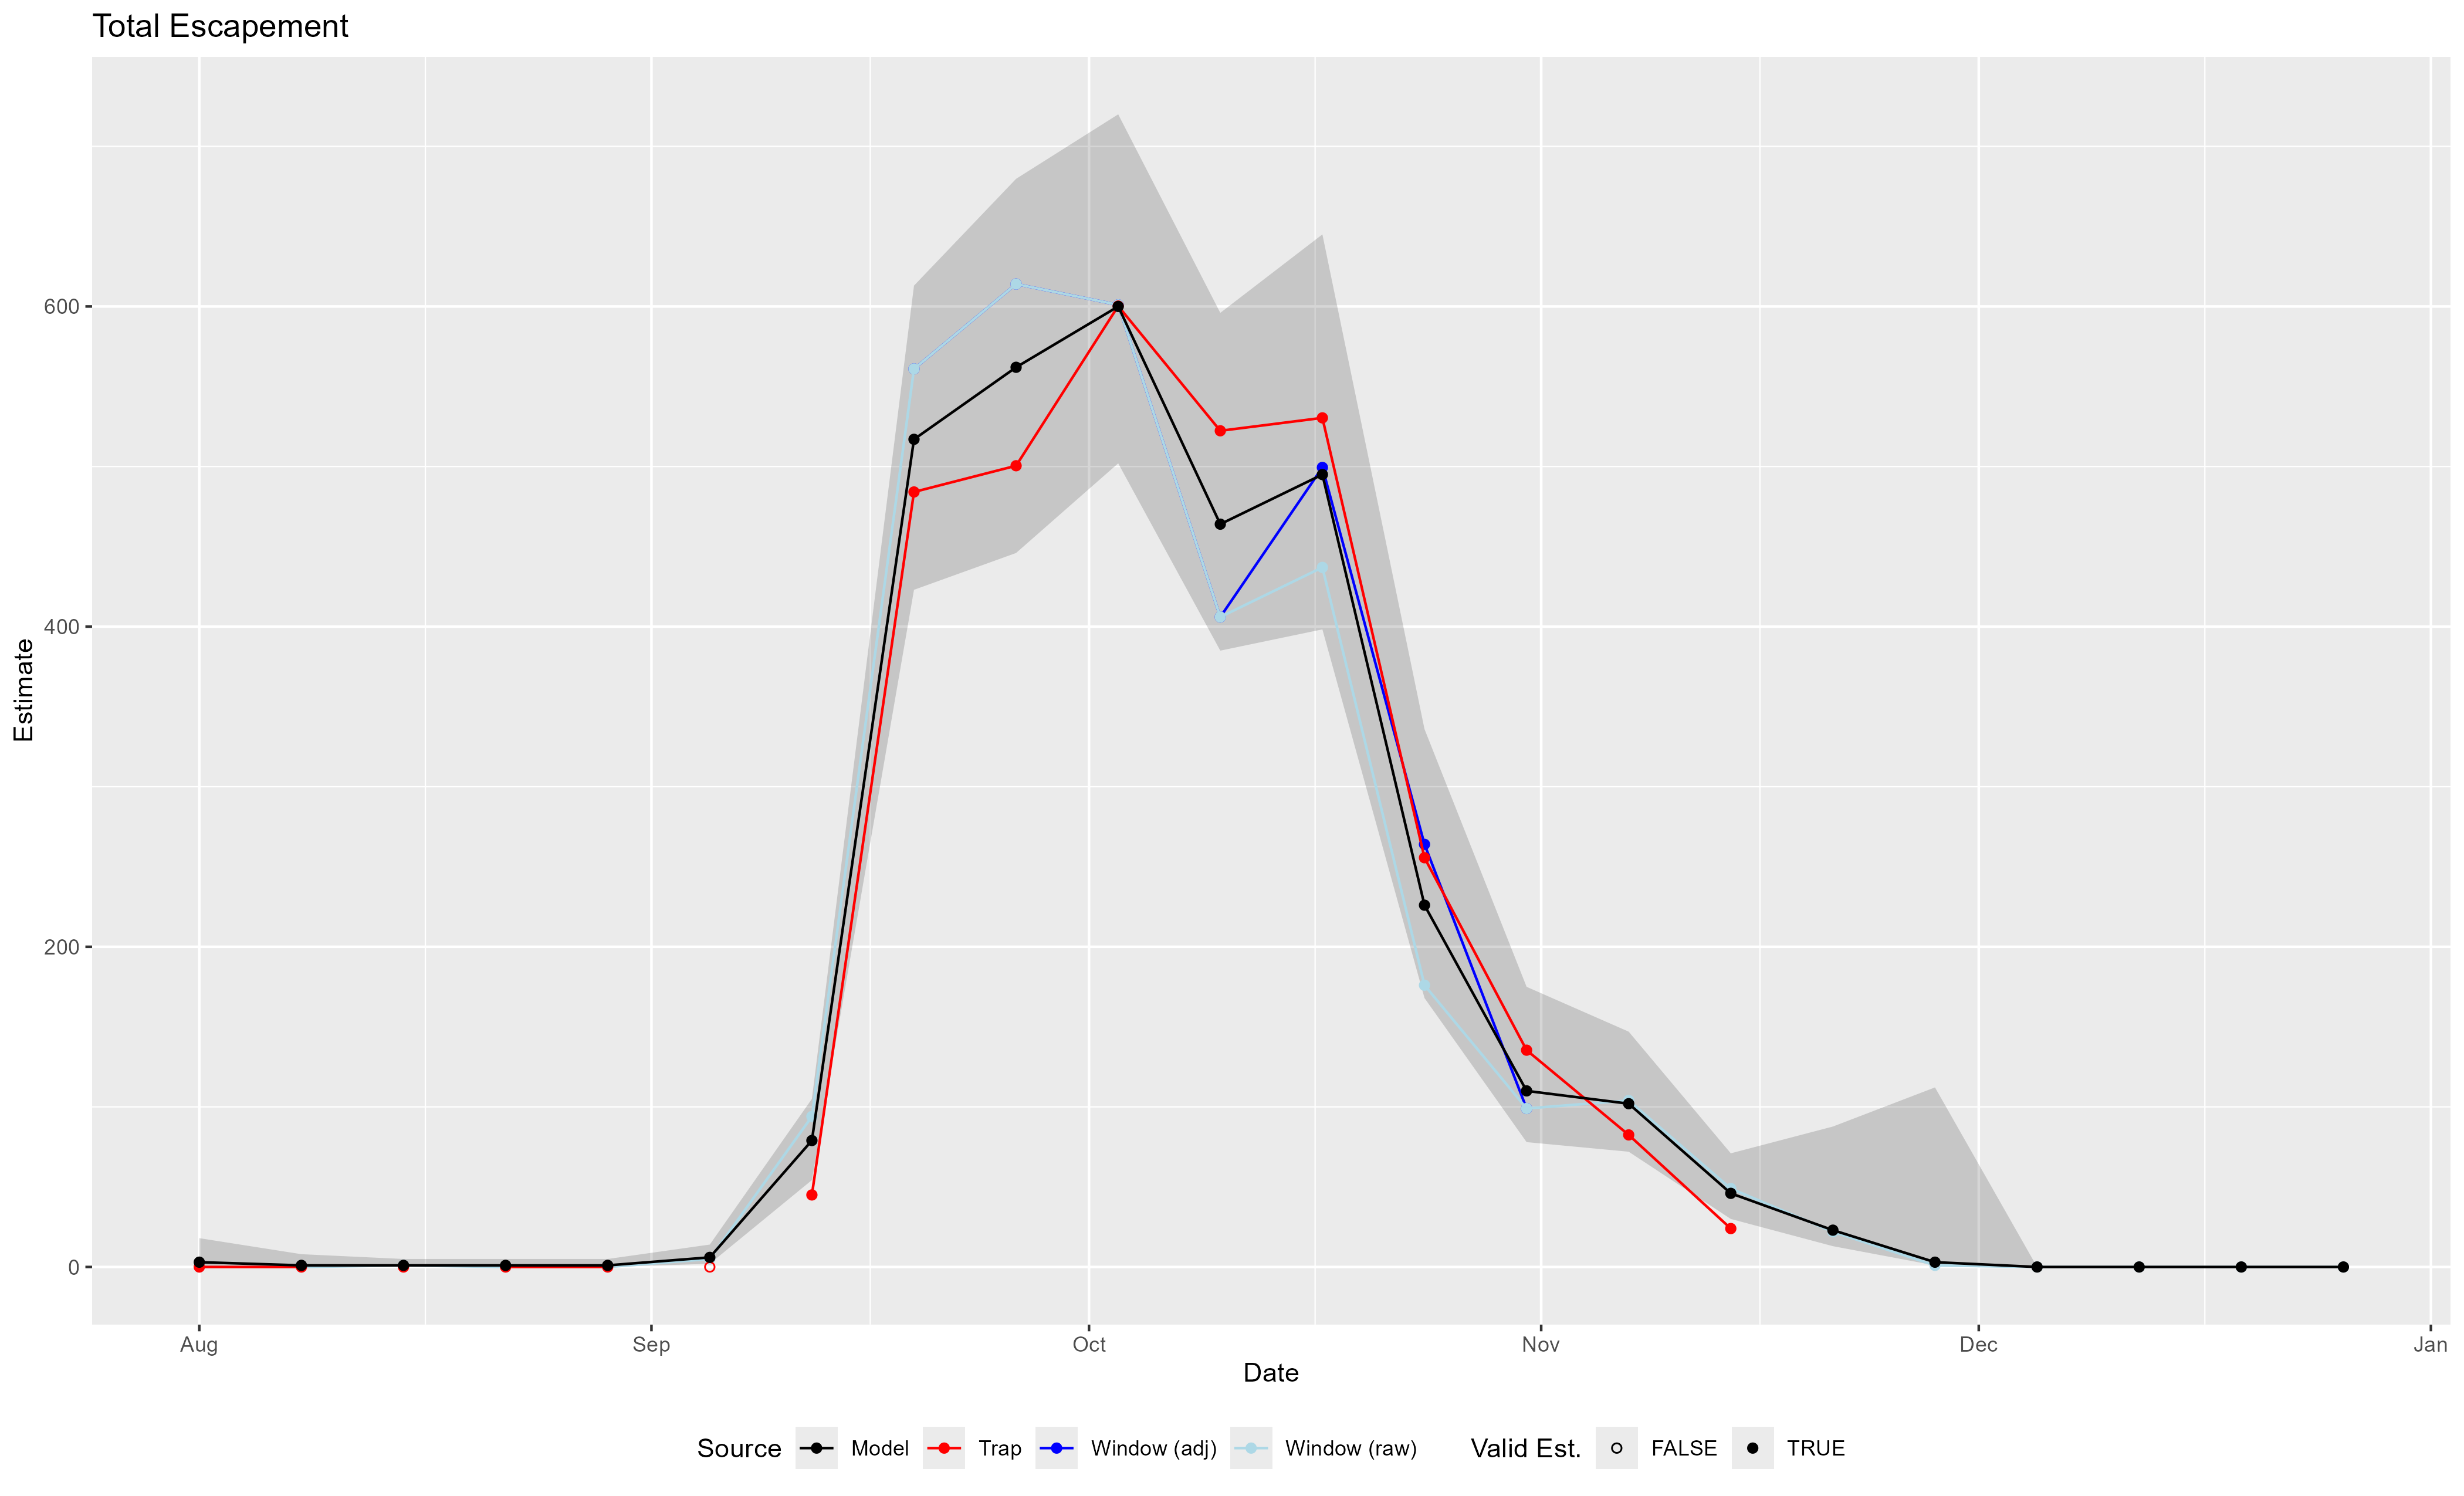 Total Escapement
Estimate
600
400
200
0
Aug Sep Oct Nov Dec Jan
Date
Source Model Trap Window (adj) Window (raw) Valid Est. FALSE TRUE